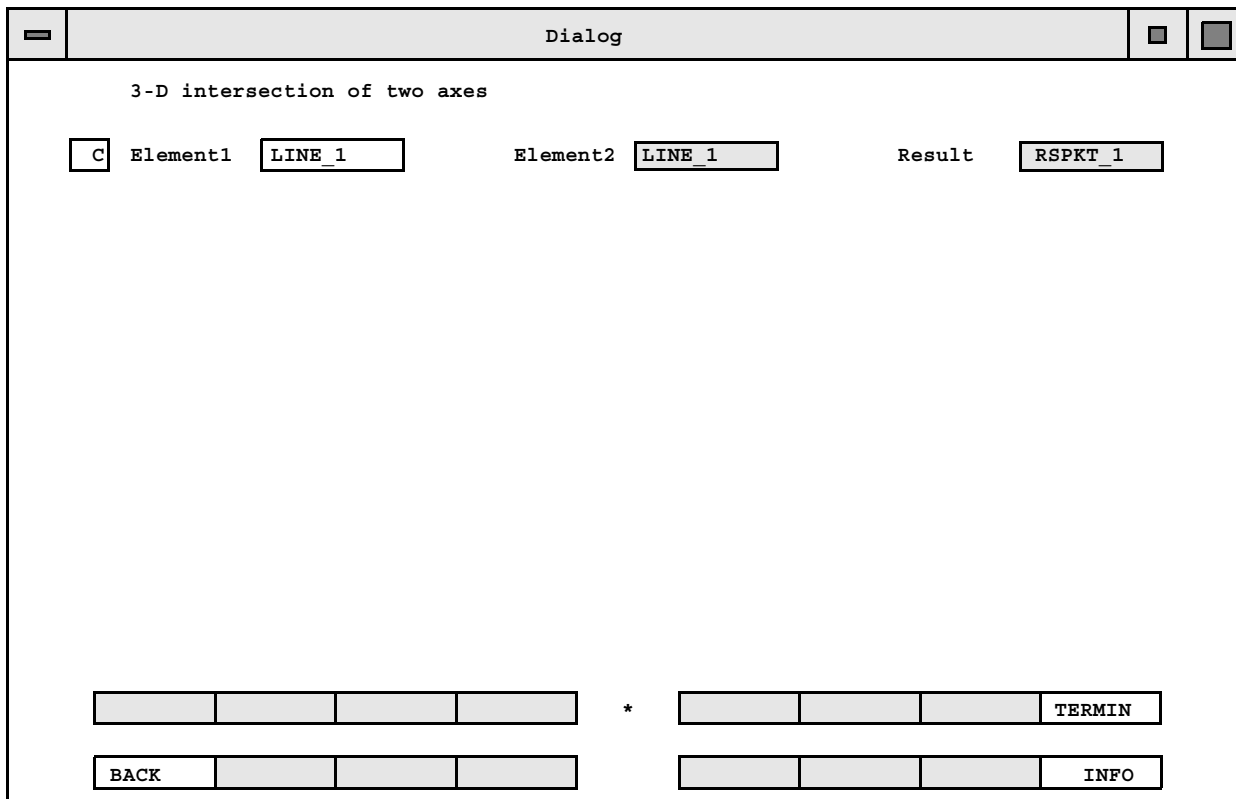 Dialog
3-D intersection of two axes
C Element1 LINE_1 Element2 LINE_1 Result RSPKT_1
* TERMIN
BACK INFO